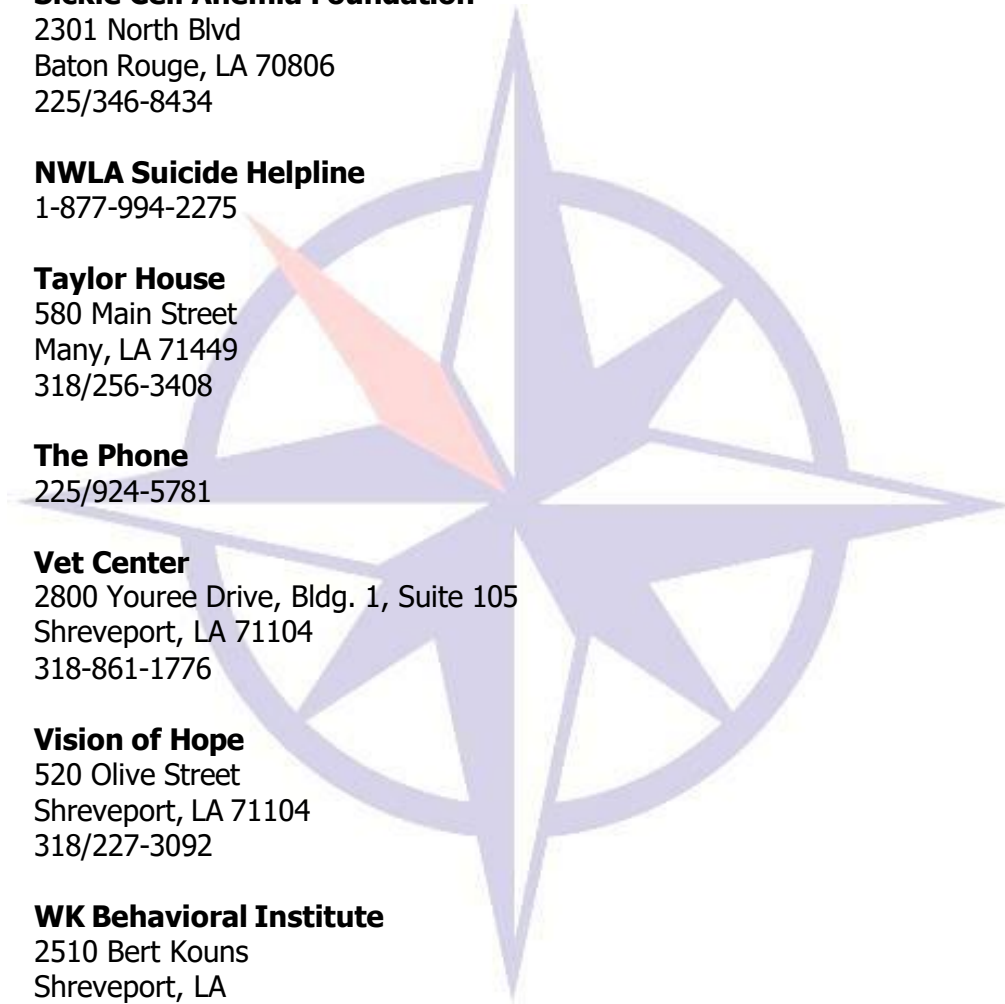 Sickle Cell Anemia Foundation
2301 North Blvd
Baton Rouge, LA 70806
225/346-8434
NWLA Suicide Helpline
1-877-994-2275
Taylor House
580 Main Street
Many, LA 71449
318/256-3408
The Phone
225/924-5781
Vet Center
2800 Youree Drive, Bldg. 1, Suite 105
Shreveport, LA 71104
318-861-1776
Vision of Hope
520 Olive Street
Shreveport, LA 71104
318/227-3092
WK Behavioral Institute
2510 Bert Kouns
Shreveport, LA